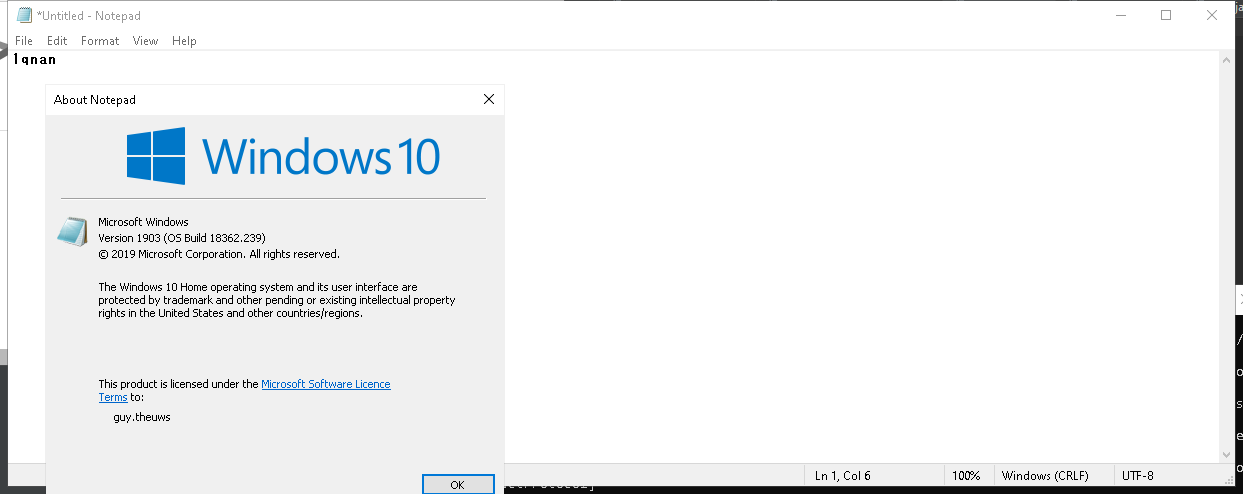 *Untitled - Notepad
File Edit Format View Help
lqnan
About Notepad
Windows 10
Microsoft Windows
Version 1903 (OS Build 18362.239)
© 2019 Microsoft Corporation. All rights reserved.
The Windows 10 Home operating system and its user interface are
protected by trademark and other pending or existing intellectual property
rights in the United States and other countries/regions.
This product is licensed under the Microsoft Software Licence
Terms to:
guy.theuws
OK
Ln 1, Col 6 100% Windows (CRLF) UTF-8